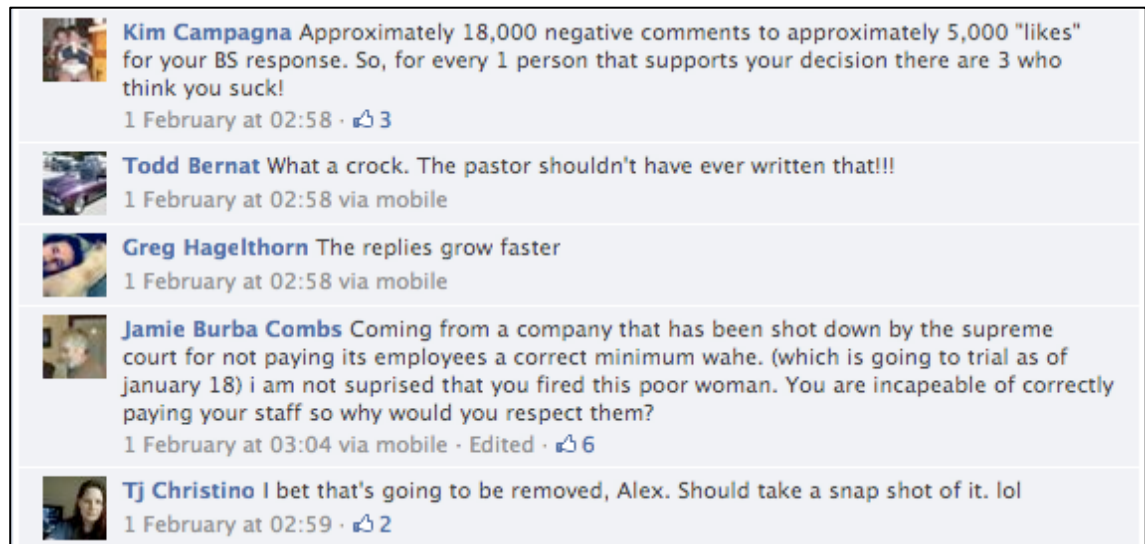 Kim Campagna Approximately 18,000 negative comments to approximately 5,000 "likes"
for your BS response. So, for every 1 person that supports your decision there are 3 who
think you suck!
1 February at 02:58 · 3
Todd Bernat What a crock. The pastor shouldn't have ever written that!!!
1 February at 02:58 via mobile
Greg Hagelthorn The replies grow faster
1 February at 02:58 via mobile
Jamie Burba Combs Coming from a company that has been shot down by the supreme
court for not paying its employees a correct minimum wahe. (which is going to trial as of
january 18) i am not suprised that you fired this poor woman. You are incapeable of correctly
paying your staff so why would you respect them?
1 February at 03:04 via mobile · Edited · 6
Tj Christino I bet that's going to be removed, Alex. Should take a snap shot of it. lol
1 February at 02:59 · 2